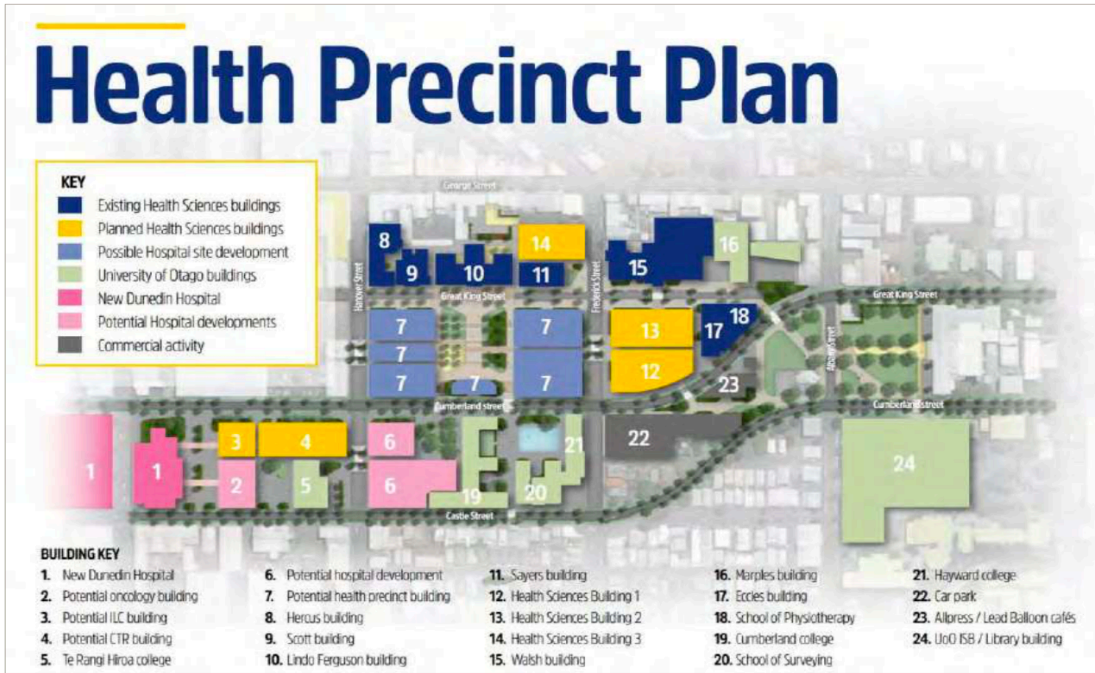 Health Precinct Plan
KEY
Existing Health Sciences buildings
Planned Health Sciences buildings
Possible Hospital site development
University of Otago buildings
New Dunedin Hospital
Potential Hospital developments
Commercial activity
George Street
8
9
10
14
11
15
16
Hanover Street
Great King Street
Frederick Street
Great King Street
7
7
13
17
18
Albany Street
7
7
7
7
12
23
Cumberland street
Cumberland street
1
1
3
4
6
22
21
24
2
5
6
19
20
Castle Street
BUILDING KEY
1. New Dunedin Hospital
2. Potential oncology building
3. Potential ILC building
4. Potential CTR building
5. Te Rangi Hiroa college
6. Potential hospital development
7. Potential health precinct building
8. Hercus building
9. Scott building
10. Lindo Ferguson building
11. Sayers building
12. Health Sciences Building 1
13. Health Sciences Building 2
14. Health Sciences Building 3
15. Walsh building
16. Marples building
17. Eccles building
18. School of Physiotherapy
19. Cumberland college
20. School of Surveying
21. Hayward college
22. Car park
23. Allpress / Lead Balloon cafés
24. UoO ISB / Library building